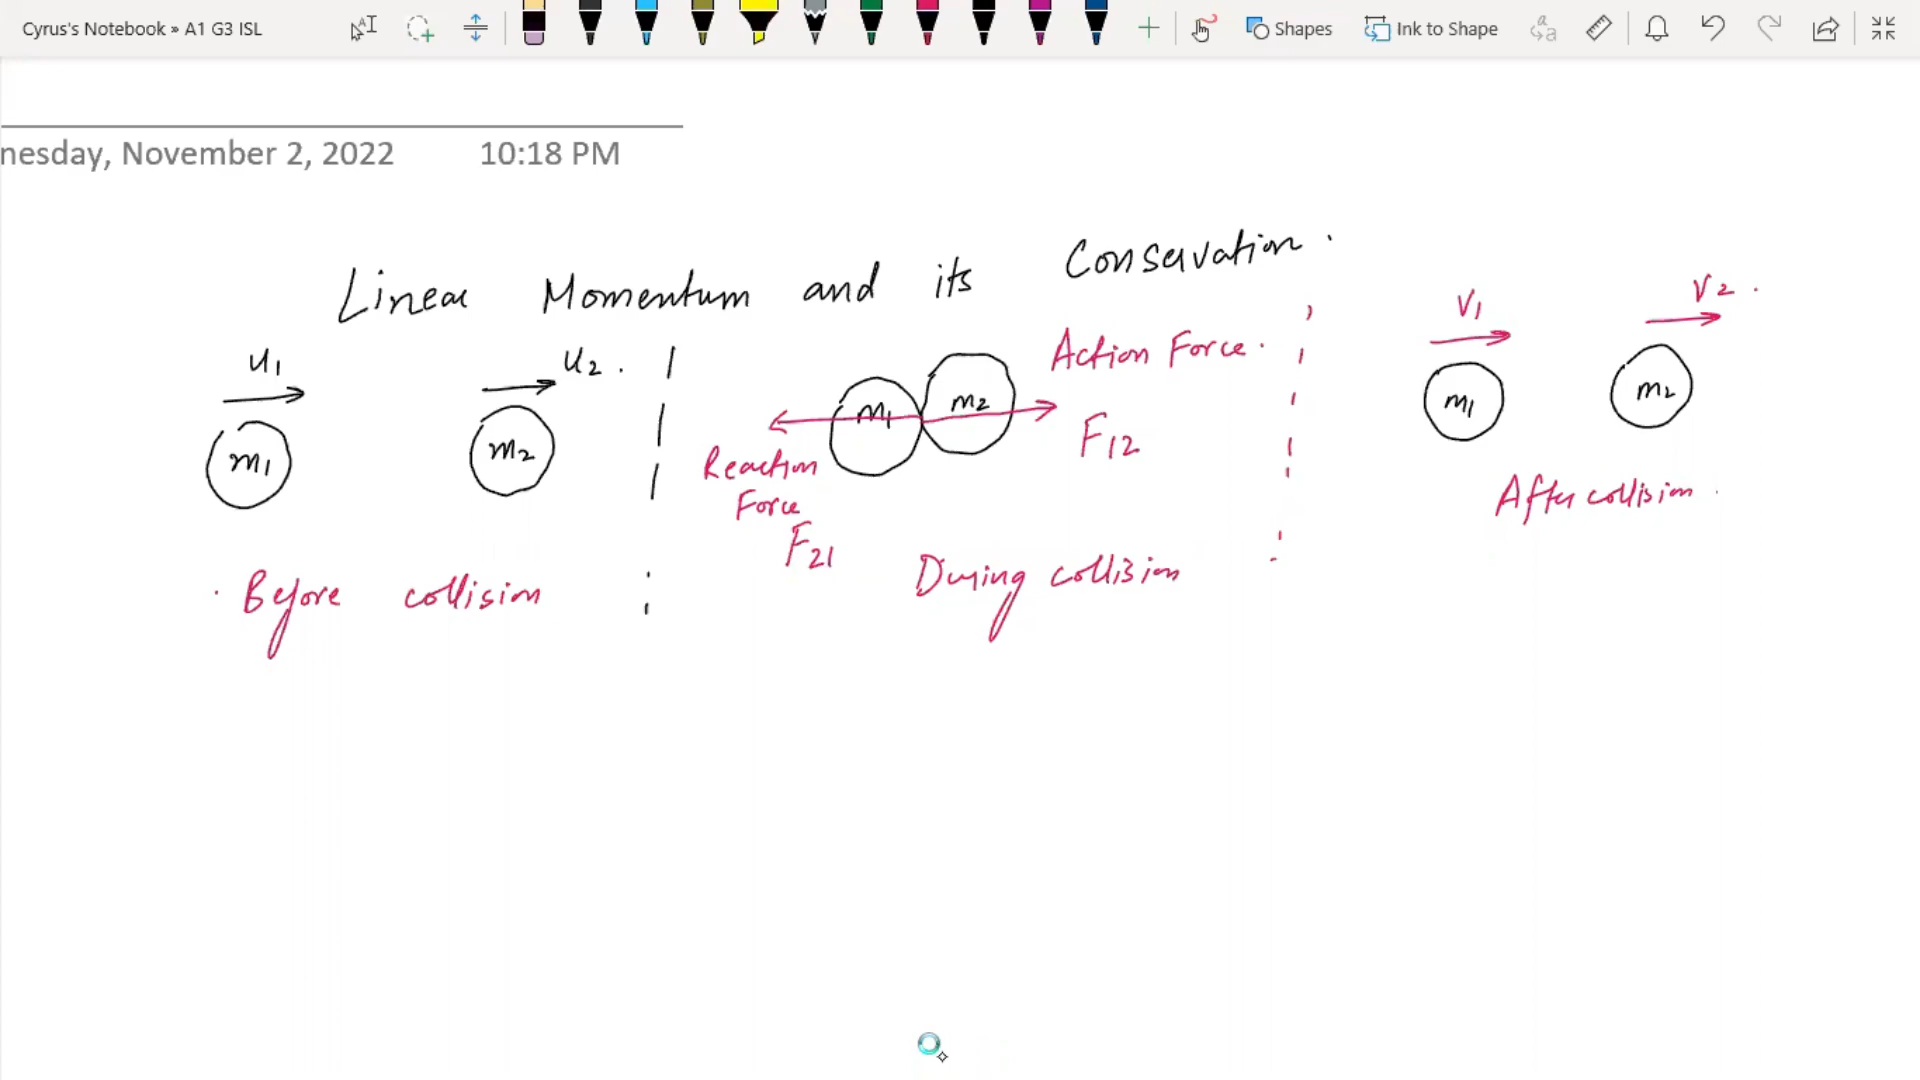 Cyrus's Notebook » A1 G3 ISL
Shapes
Ink to Shape
nesday, November 2, 2022 10:18 PM
Linear Momentum and its Conservation.
u1
u2.
m1
m2
Before collision
Action Force.
m1
m2
F12
Reaction
Force
F21
During collision
V1
V2.
m1
m2
After collision.